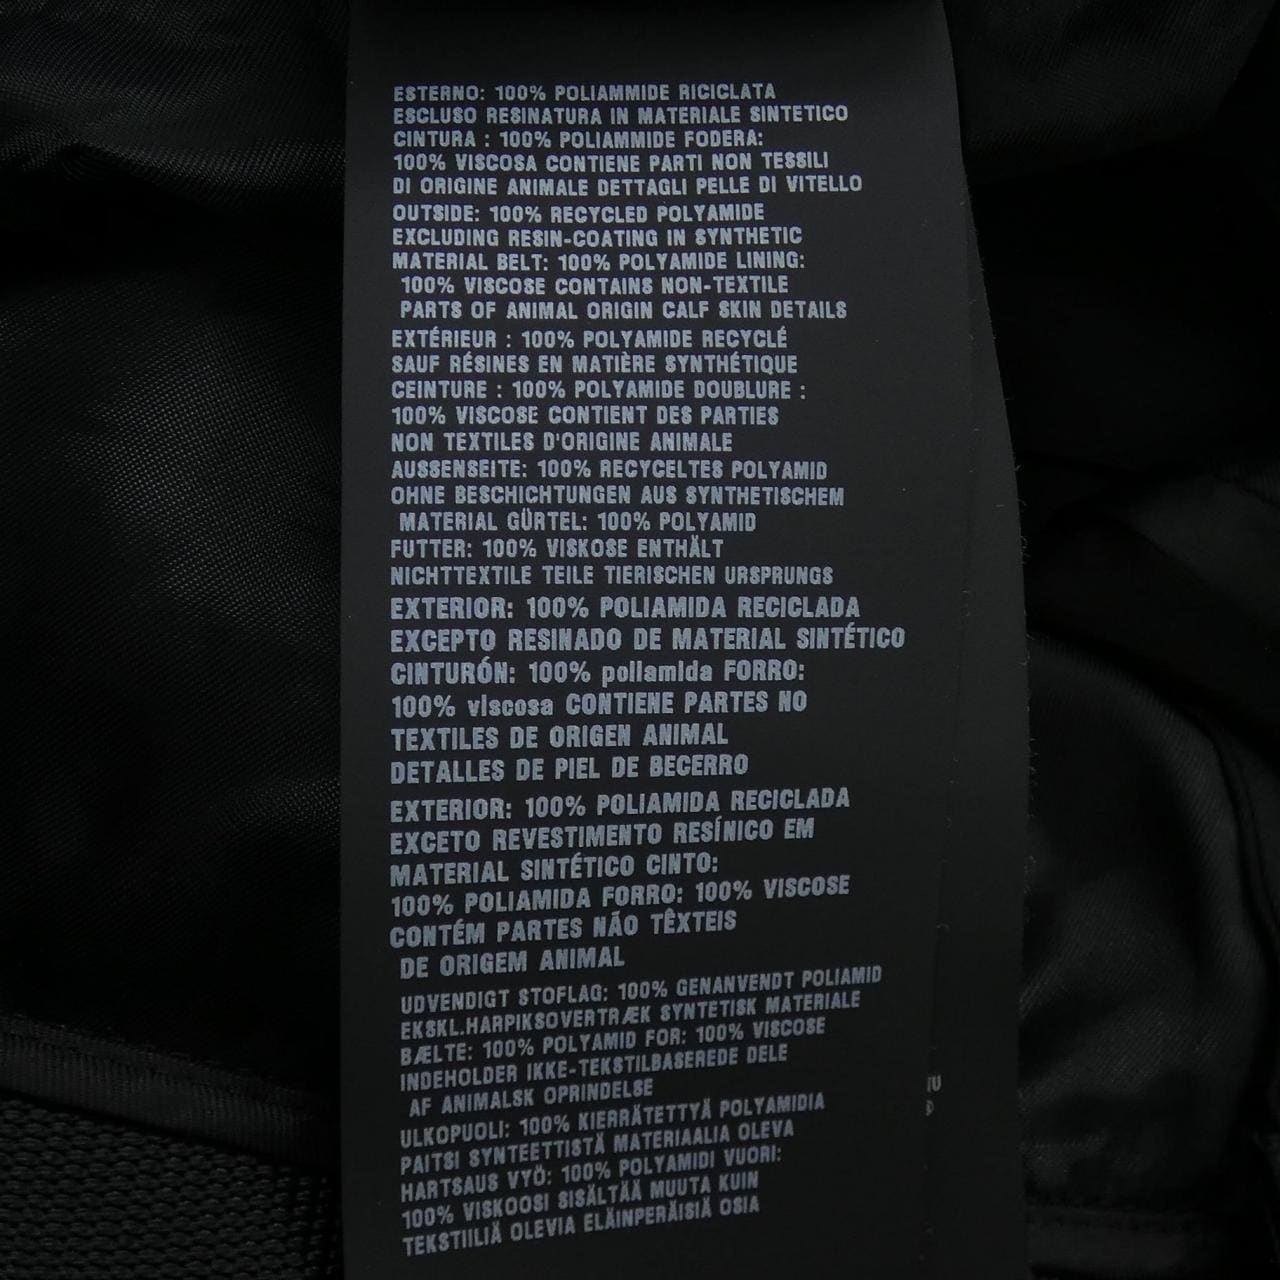 ESTERNO: 100% POLIAMMIDE RICICLATA
ESCLUSO RESINATURA IN MATERIALE SINTETICO
CINTURA : 100% POLIAMMIDE FODERA:
100% VISCOSA CONTIENE PARTI NON TESSILI
DI ORIGINE ANIMALE DETTAGLI PELLE DI VITELLO
OUTSIDE: 100% RECYCLED POLYAMIDE
EXCLUDING RESIN-COATING IN SYNTHETIC
MATERIAL BELT: 100% POLYAMIDE LINING:
100% VISCOSE CONTAINS NON-TEXTILE
PARTS OF ANIMAL ORIGIN CALF SKIN DETAILS
EXTÉRIEUR : 100% POLYAMIDE RECYCLÉ
SAUF RÉSINES EN MATIÈRE SYNTHÉTIQUE
CEINTURE : 100% POLYAMIDE DOUBLURE :
100% VISCOSE CONTIENT DES PARTIES
NON TEXTILES D'ORIGINE ANIMALE
AUSSENSEITE: 100% RECYCELTES POLYAMID
OHNE BESCHICHTUNGEN AUS SYNTHETISCHEM
MATERIAL GÜRTEL: 100% POLYAMID
FUTTER: 100% VISKOSE ENTHÄLT
NICHTTEXTILE TEILE TIERISCHEN URSPRUNGS
EXTERIOR: 100% POLIAMIDA RECICLADA
EXCEPTO RESINADO DE MATERIAL SINTÉTICO
CINTURÓN: 100% poliamida FORRO:
100% viscosa CONTIENE PARTES NO
TEXTILES DE ORIGEN ANIMAL
DETALLES DE PIEL DE BECERRO
EXTERIOR: 100% POLIAMIDA RECICLADA
EXCETO REVESTIMENTO RESÍNICO EM
MATERIAL SINTÉTICO CINTO:
100% POLIAMIDA FORRO: 100% VISCOSE
CONTÉM PARTES NÃO TÊXTEIS
DE ORIGEM ANIMAL
UDVENDIGT STOFLAG: 100% GENANVENDT POLIAMID
EKSKL.HARPIKSOVERTRÆK SYNTETISK MATERIALE
BÆLTE: 100% POLYAMID FOR: 100% VISCOSE
INDEHOLDER IKKE-TEKSTILBASEREDE DELE
AF ANIMALSK OPRINDELSE
ULKOPUOLI: 100% KIERRÄTETTYÄ POLYAMIDIA
PAITSI SYNTEETTISTÄ MATERIAALIA OLEVA
HARTSAUS VYÖ: 100% POLYAMIDI VUORI:
100% VISKOOSI SISÄLTÄÄ MUUTA KUIN
TEKSTIILIÄ OLEVIA ELÄINPERÄISIÄ OSIA